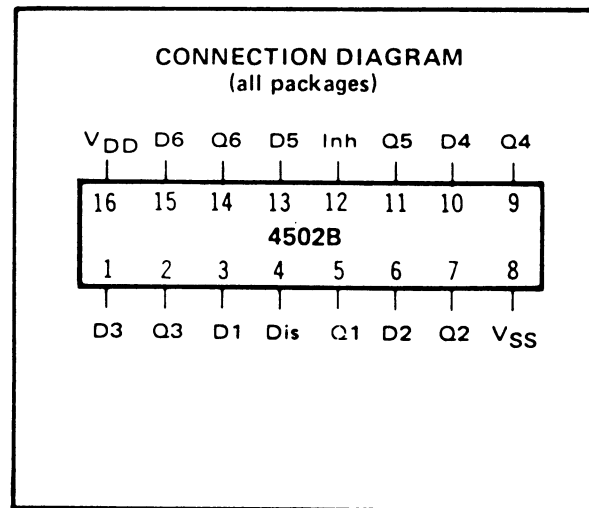 CONNECTION DIAGRAM
(all packages)
VDD D6 Q6 D5 Inh Q5 D4 Q4
16 15 14 13 12 11 10 9
4502B
1 2 3 4 5 6 7 8
D3 Q3 D1 Dis Q1 D2 Q2 VSS